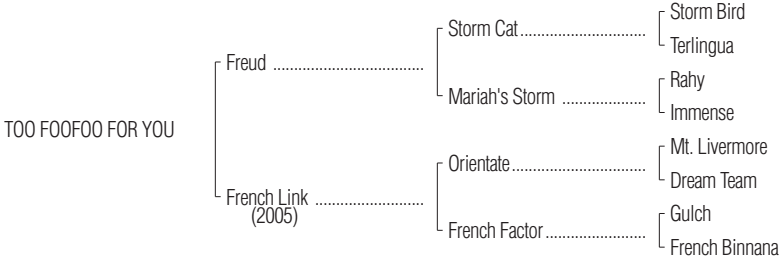 Storm Bird
Storm Cat..............................
Terlingua
Freud ....................................
Rahy
Mariah's Storm ....................
Immense
TOO FOOFOO FOR YOU
Mt. Livermore
Orientate................................
Dream Team
French Link ..........................
(2005)
Gulch
French Factor........................
French Binnana